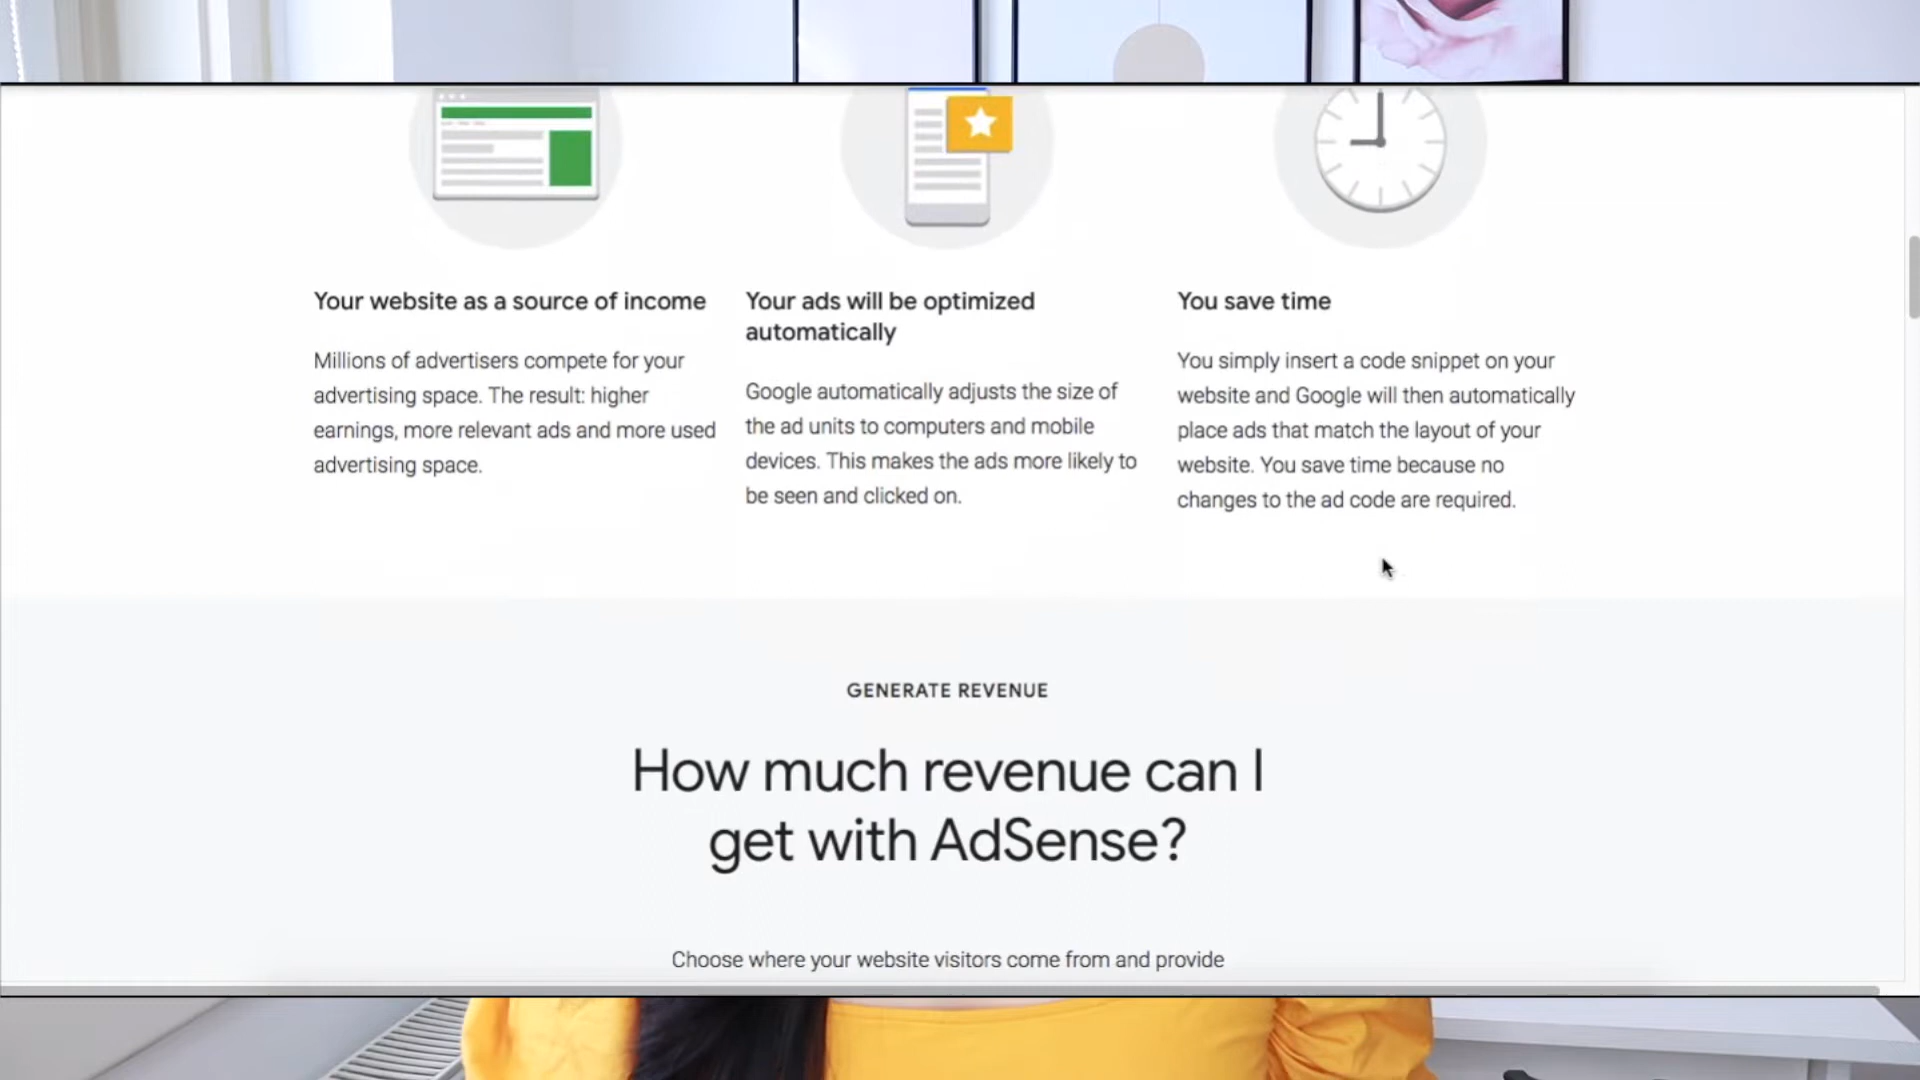 Your website as a source of income
Millions of advertisers compete for your
advertising space. The result: higher
earnings, more relevant ads and more used
advertising space.
Your ads will be optimized
automatically
Google automatically adjusts the size of
the ad units to computers and mobile
devices. This makes the ads more likely to
be seen and clicked on.
You save time
You simply insert a code snippet on your
website and Google will then automatically
place ads that match the layout of your
website. You save time because no
changes to the ad code are required.
GENERATE REVENUE
How much revenue can I
get with AdSense?
Choose where your website visitors come from and provide